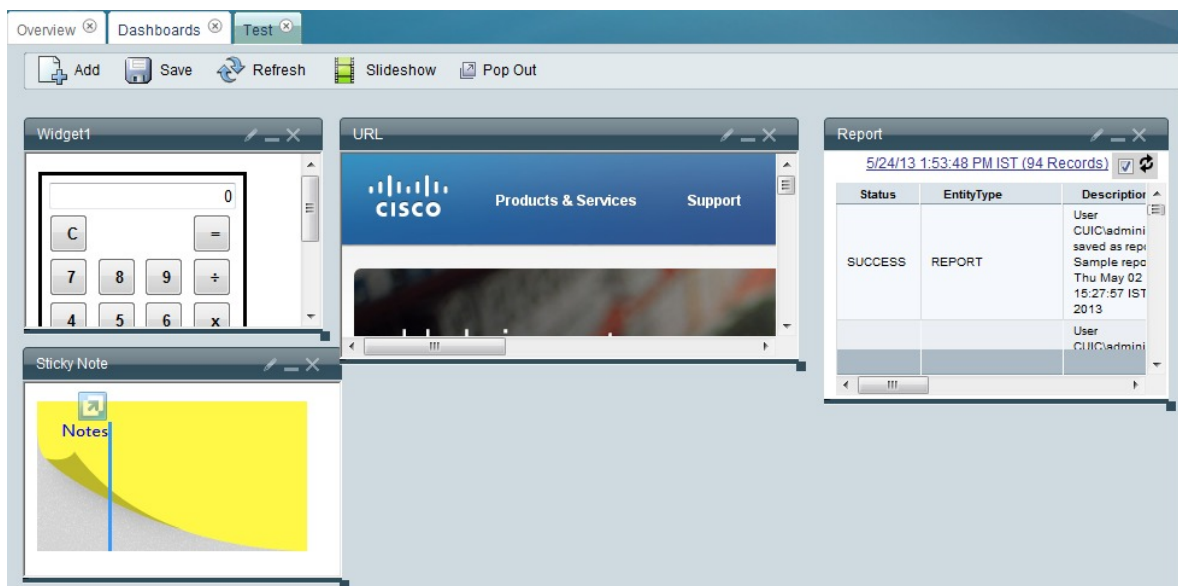 Overview
Dashboards
Test
Add
Save
Refresh
Slideshow
Pop Out
Widget1
0
C
=
7
8
9
÷
4
5
6
x
URL
CISCO
Products & Services
Support
Report
5/24/13 1:53:48 PM IST (94 Records)
Status
EntityType
Description
SUCCESS
REPORT
User
CUIC\admini
saved as repo
Sample repo
Thu May 02
15:27:57 IST
2013
User
CUIC\admini
Sticky Note
Notes